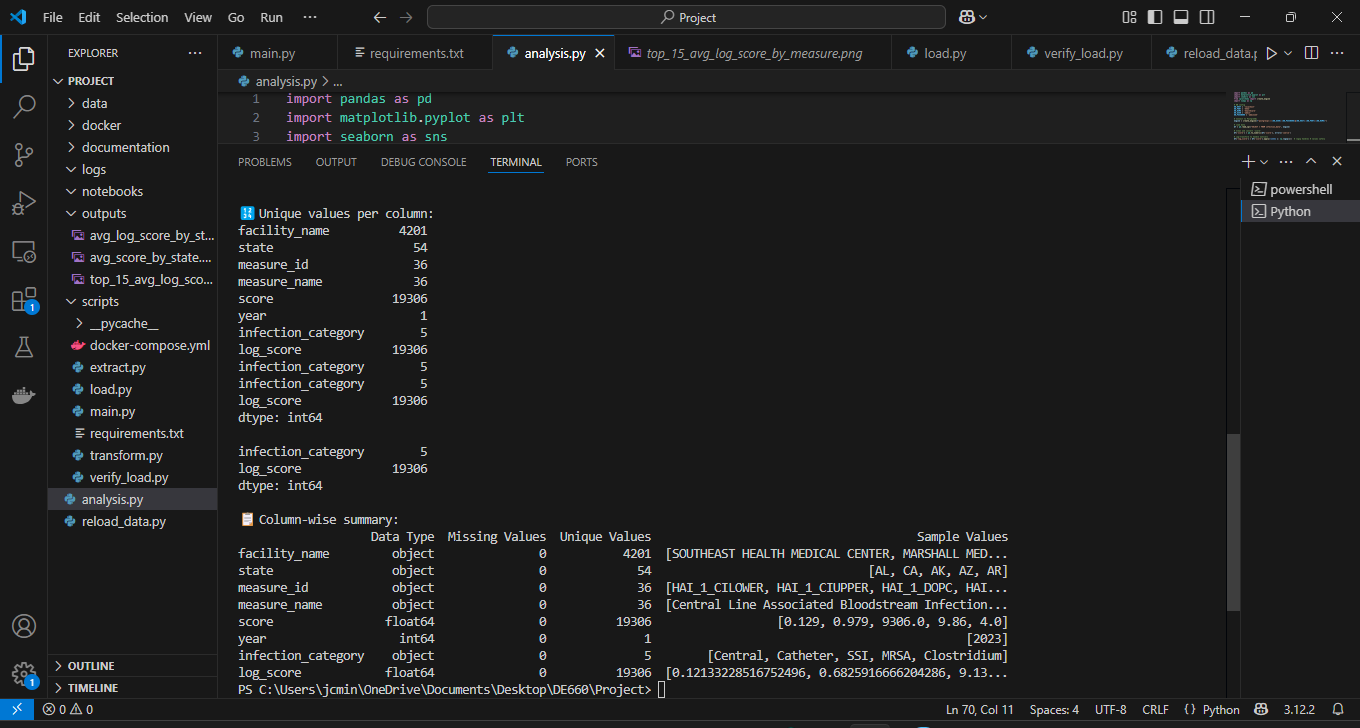 File Edit Selection View Go Run ··· Project
EXPLORER ···
PROJECT
data
docker
documentation
logs
notebooks
outputs
avg_log_score_by_st...
avg_score_by_state....
top_15_avg_log_sco...
scripts
__pycache__
docker-compose.yml
extract.py
load.py
main.py
requirements.txt
transform.py
verify_load.py
analysis.py
reload_data.py
OUTLINE
TIMELINE
1
1
main.py requirements.txt analysis.py top_15_avg_log_score_by_measure.png load.py verify_load.py reload_data.p
analysis.py > ...
1 import pandas as pd
2 import matplotlib.pyplot as plt
3 import seaborn as sns
PROBLEMS OUTPUT DEBUG CONSOLE TERMINAL PORTS
powershell
Python
🔢 Unique values per column:
facility_name 4201
state 54
measure_id 36
measure_name 36
score 19306
year 1
infection_category 5
log_score 19306
infection_category 5
infection_category 5
log_score 19306
dtype: int64
infection_category 5
log_score 19306
dtype: int64
📋 Column-wise summary:
Data Type Missing Values Unique Values Sample Values
facility_name object 0 4201 [SOUTHEAST HEALTH MEDICAL CENTER, MARSHALL MED...
state object 0 54 [AL, CA, AK, AZ, AR]
measure_id object 0 36 [HAI_1_CILOWER, HAI_1_CIUPPER, HAI_1_DOPC, HAI...
measure_name object 0 36 [Central Line Associated Bloodstream Infection...
score float64 0 19306 [0.129, 0.979, 9306.0, 9.86, 4.0]
year int64 0 1 [2023]
infection_category object 0 5 [Central, Catheter, SSI, MRSA, Clostridium]
log_score float64 0 19306 [0.12133228516752496, 0.6825916666204286, 9.13...
PS C:\Users\jcmin\OneDrive\Documents\Desktop\DE660\Project>
0 0 Ln 70, Col 11 Spaces: 4 UTF-8 CRLF {} Python 3.12.2